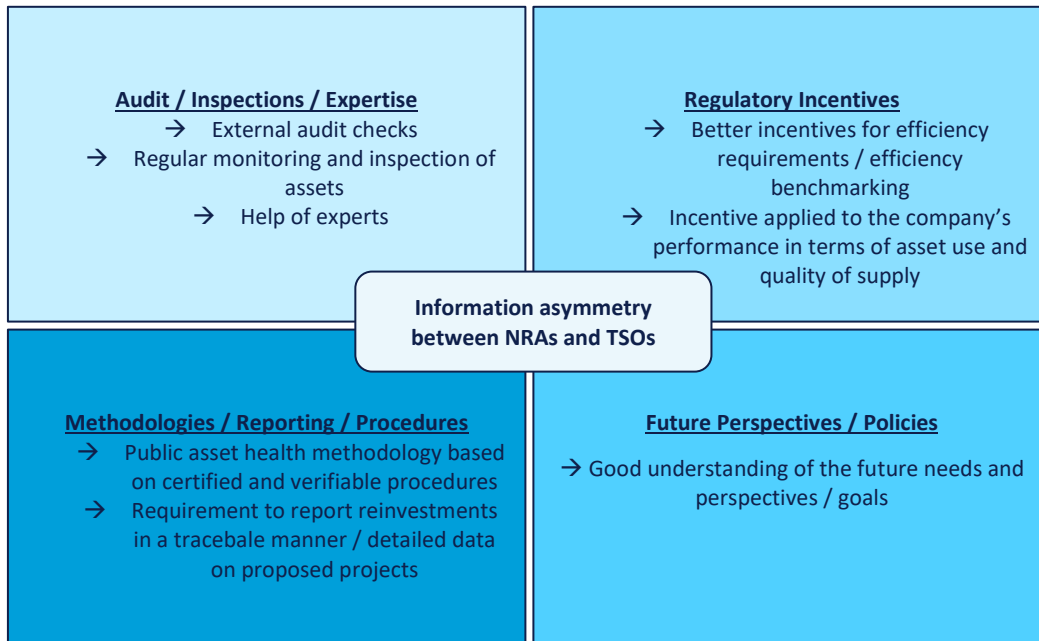 Audit / Inspections / Expertise
→ External audit checks
→ Regular monitoring and inspection of
assets
→ Help of experts
Regulatory Incentives
→ Better incentives for efficiency
requirements / efficiency
benchmarking
→ Incentive applied to the company’s
performance in terms of asset use and
quality of supply
Information asymmetry
between NRAs and TSOs
Methodologies / Reporting / Procedures
→ Public asset health methodology based
on certified and verifiable procedures
→ Requirement to report reinvestments
in a tracebale manner / detailed data
on proposed projects
Future Perspectives / Policies
→ Good understanding of the future needs and
perspectives / goals